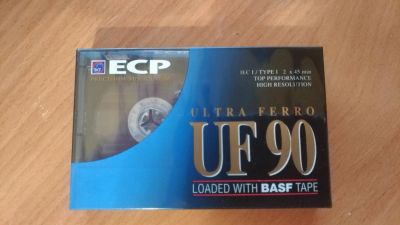 ECP
IEC I / TYPE I 2 x 45 min
TOP PERFORMANCE
HIGH RESOLUTION
ULTRA FERRO
UF 90
LOADED WITH BASF TAPE